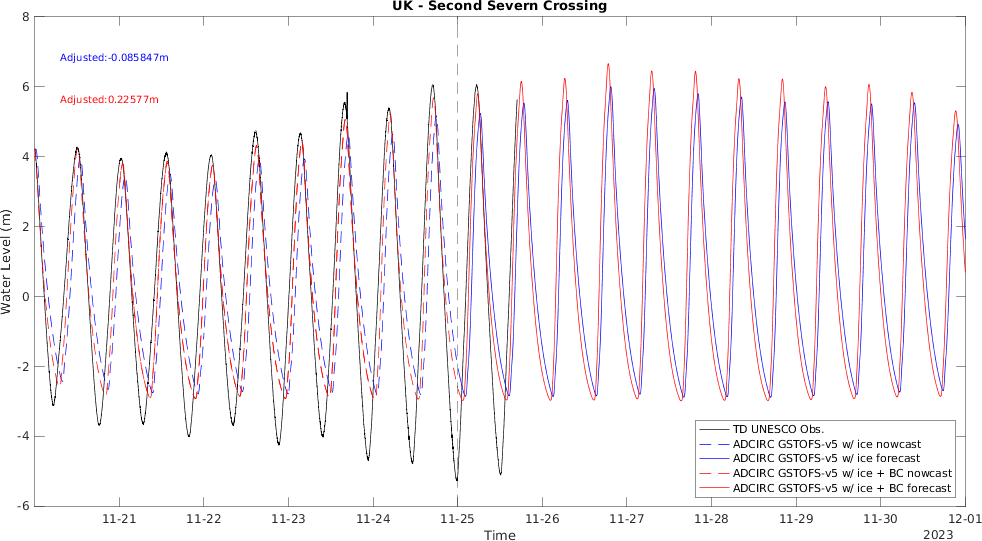 UK - Second Severn Crossing
8
6
4
2
0
-2
-4
-6
Water Level (m)
Adjusted:-0.085847m
Adjusted:0.22577m
TD UNESCO Obs.
ADCIRC GSTOFS-v5 w/ ice nowcast
ADCIRC GSTOFS-v5 w/ ice forecast
ADCIRC GSTOFS-v5 w/ ice + BC nowcast
ADCIRC GSTOFS-v5 w/ ice + BC forecast
11-21 11-22 11-23 11-24 11-25 11-26 11-27 11-28 11-29 11-30 12-01
Time
2023